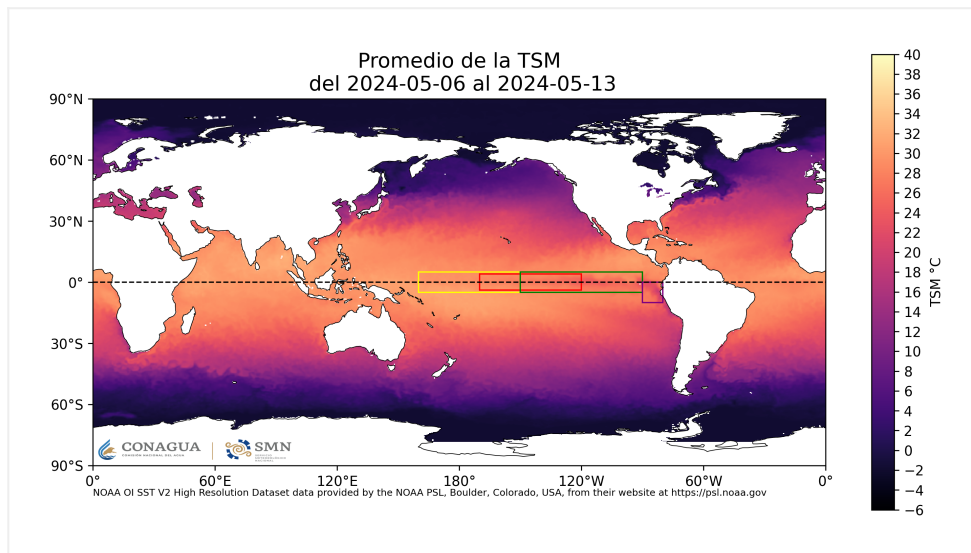 Promedio de la TSM
del 2024-05-06 al 2024-05-13
90°N
60°N
30°N
0°
30°S
60°S
90°S
0°
60°E
120°E
180°
120°W
60°W
0°
CONAGUA
COMISIÓN NACIONAL DEL AGUA
SMN
NOAA OI SST V2 High Resolution Dataset data provided by the NOAA PSL, Boulder, Colorado, USA, from their website at https://psl.noaa.gov
40
38
36
34
32
30
28
26
24
22
20
18
16
14
12
10
8
6
4
2
0
−2
−4
−6
TSM °C